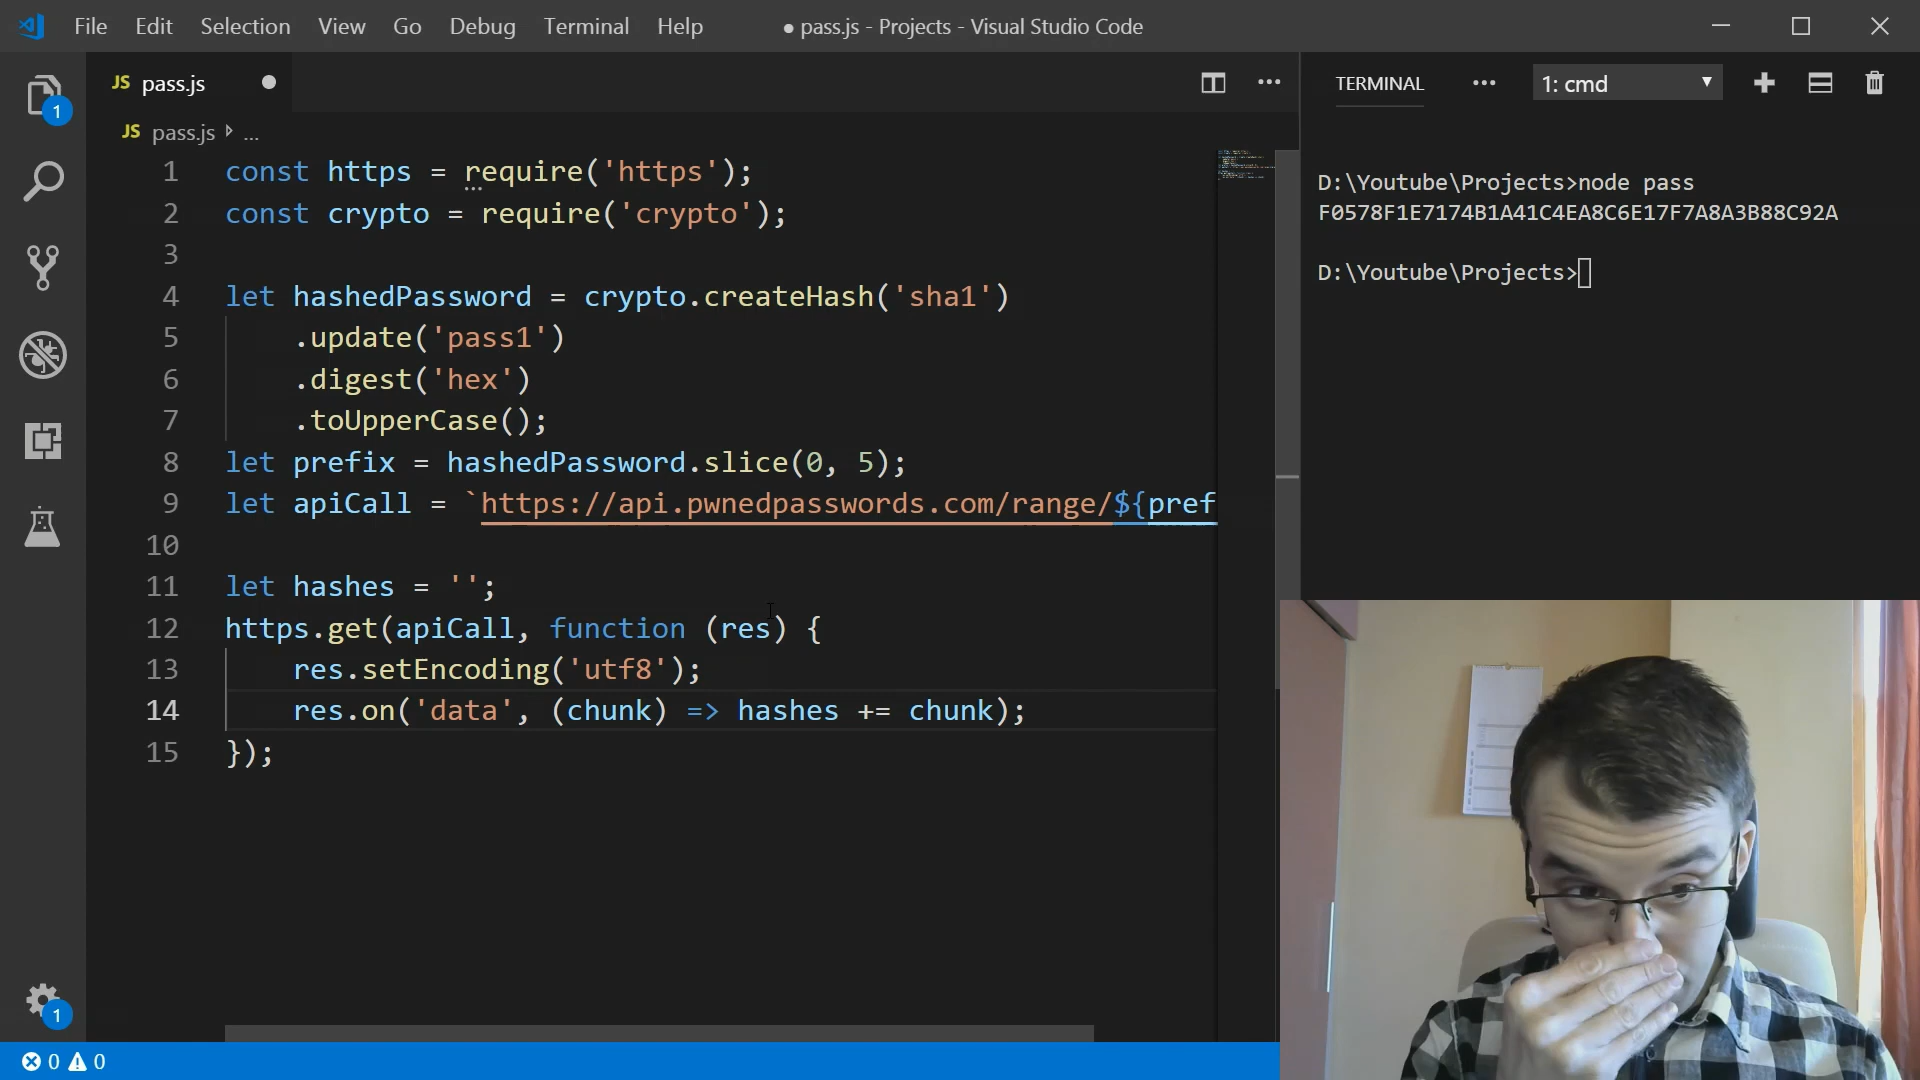 File Edit Selection View Go Debug Terminal Help ● pass.js - Projects - Visual Studio Code
JS pass.js
JS pass.js ...
1 const https = require('https');
2 const crypto = require('crypto');
3
4 let hashedPassword = crypto.createHash('sha1')
5 .update('pass1')
6 .digest('hex')
7 .toUpperCase();
8 let prefix = hashedPassword.slice(0, 5);
9 let apiCall = `https://api.pwnedpasswords.com/range/${pref
10
11 let hashes = '';
12 https.get(apiCall, function (res) {
13 res.setEncoding('utf8');
14 res.on('data', (chunk) => hashes += chunk);
15 });
TERMINAL ... 1: cmd
D:\Youtube\Projects>node pass
F0578F1E7174B1A41C4EA8C6E17F7A8A3B88C92A
D:\Youtube\Projects>
1
1
0 0